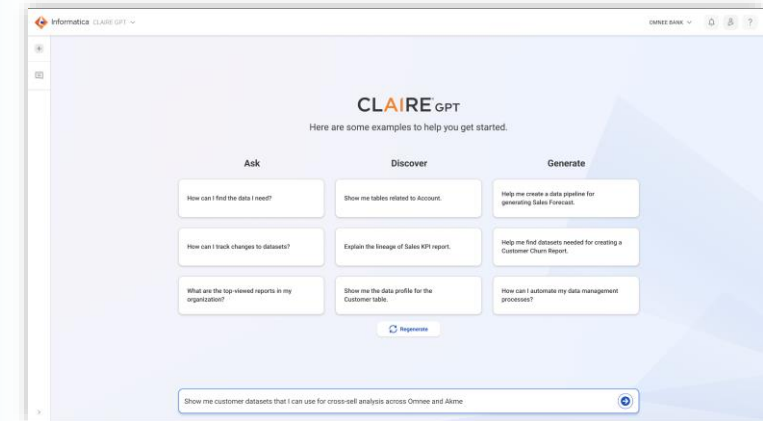 Informatica CLAIRE GPT
OMNEE BANK
?
CLAIRE GPT
Here are some examples to help you get started.
Ask
Discover
Generate
How can I find the data I need?
Show me tables related to Account.
Help me create a data pipeline for
generating Sales Forecast.
How can I track changes to datasets?
Explain the lineage of Sales KPI report.
Help me find datasets needed for creating a
Customer Churn Report.
What are the top-viewed reports in my
organization?
Show me the data profile for the
Customer table.
How can I automate my data management
processes?
Regenerate
Show me customer datasets that I can use for cross-sell analysis across Omnee and Akme